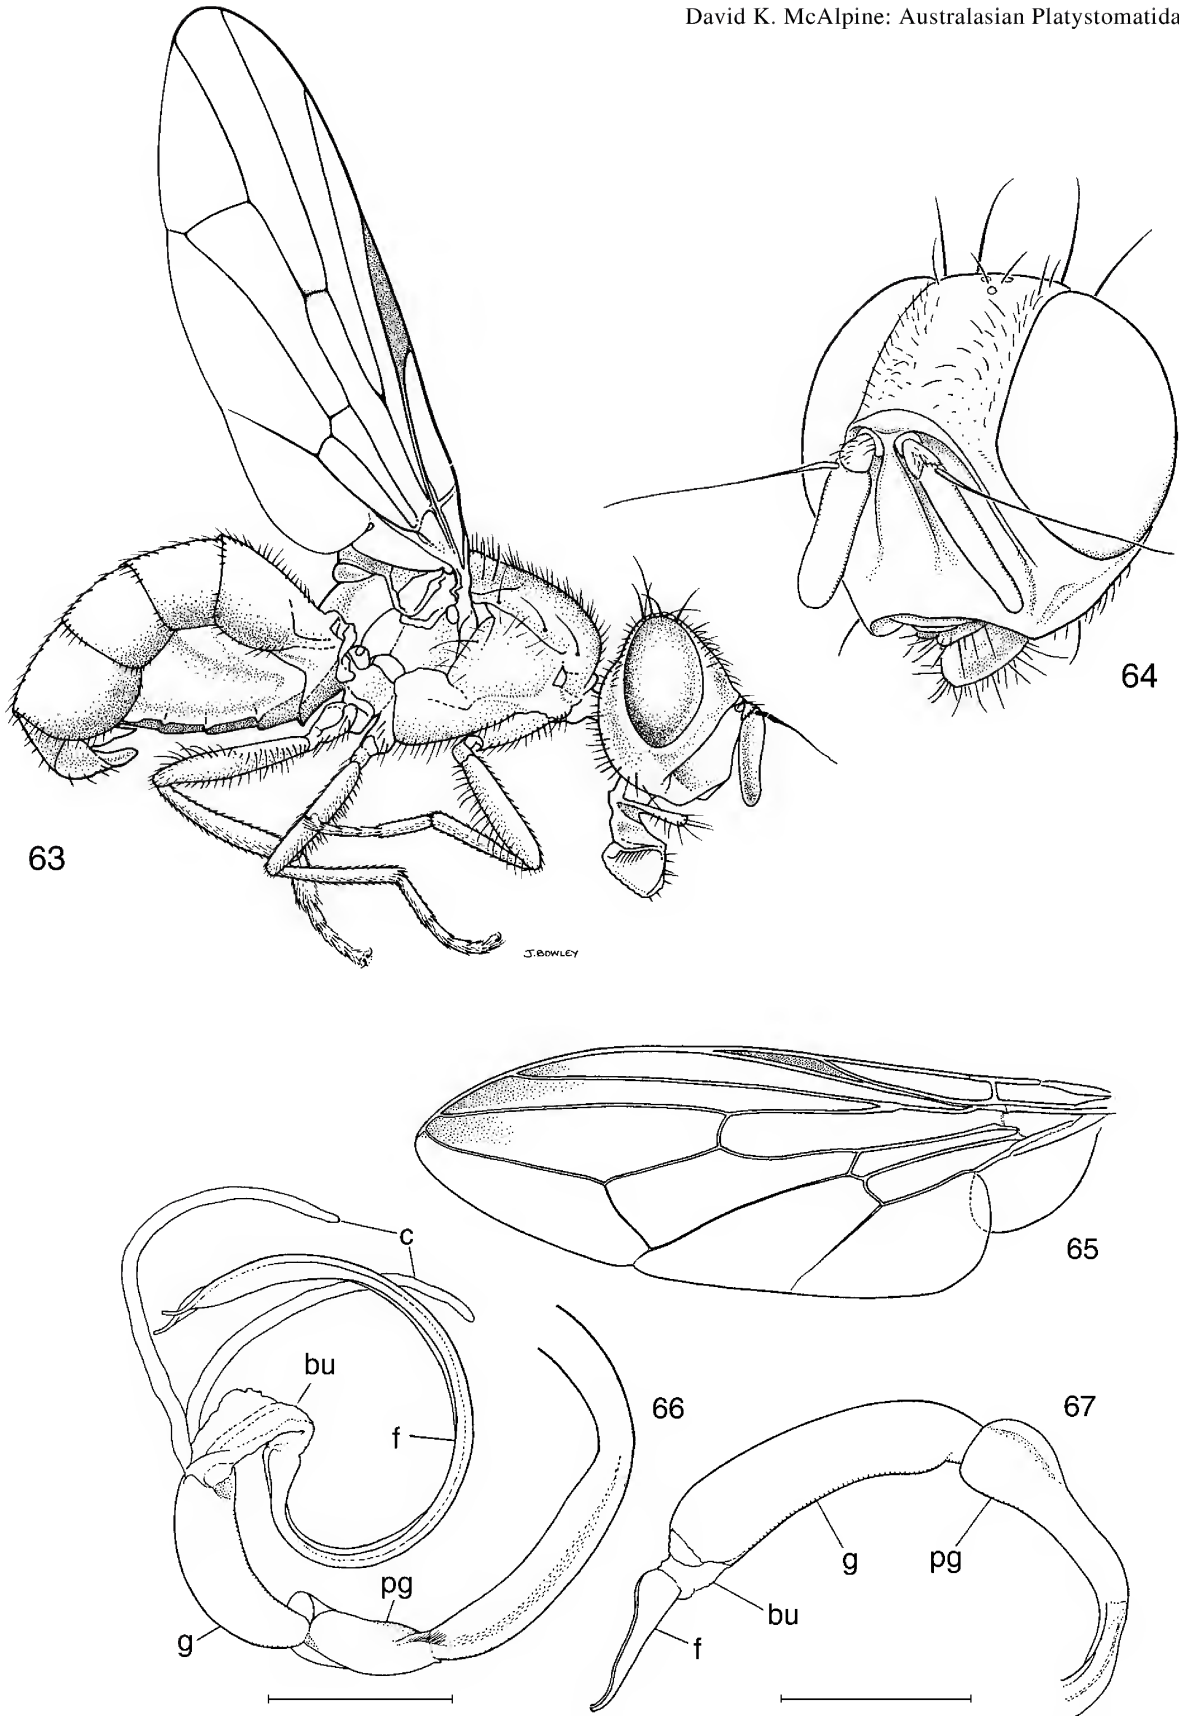 David K. McAlpine: Australasian Platystomatida
64
63
J. BOWLEY
65
c
bu
66
67
f
g
pg
pg
bu
g
f